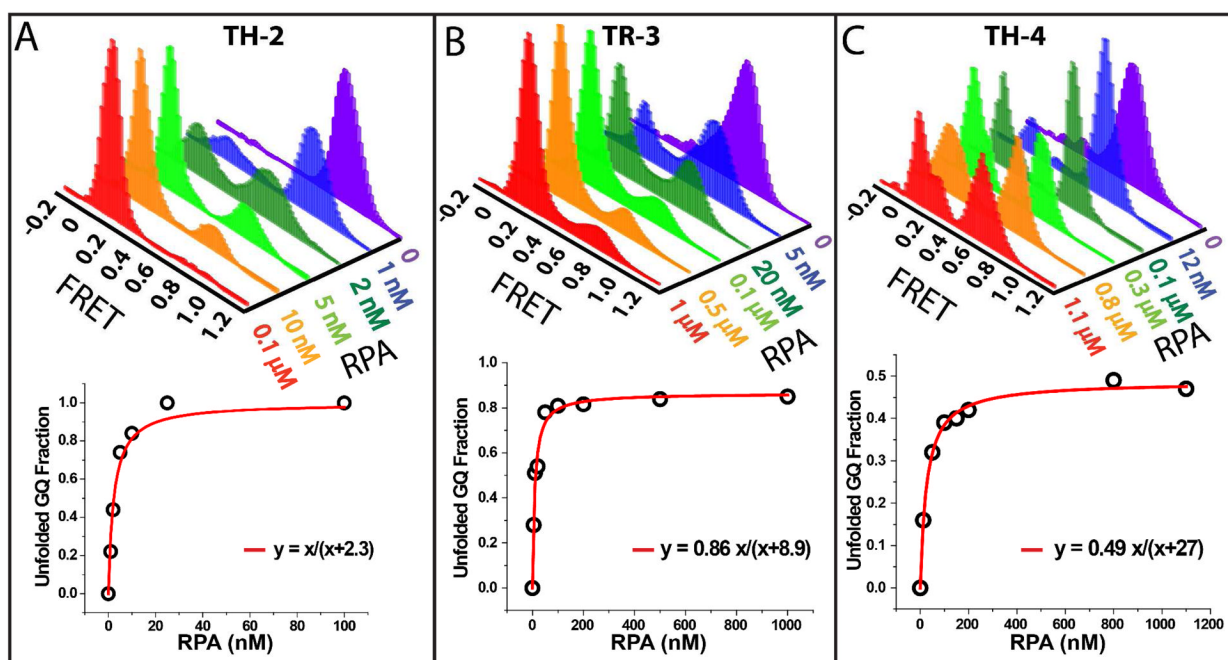 A
TH-2
-0.2
0
0.2
0.4
0.6
0.8
1.0
1.2
FRET
0.1 µM
10 nM
5 nM
2 nM
1 nM
0
RPA
1.0
0.8
0.6
0.4
0.2
0.0
Unfolded GQ Fraction
y = x/(x+2.3)
0 20 40 60 80 100
RPA (nM)
B
TR-3
-0.2
0
0.2
0.4
0.6
0.8
1.0
1.2
FRET
1 µM
0.5 µM
0.1 µM
20 nM
5 nM
0
RPA
1.0
0.8
0.6
0.4
0.2
0.0
Unfolded GQ Fraction
y = 0.86 x/(x+8.9)
0 200 400 600 800 1000
RPA (nM)
C
TH-4
-0.2
0
0.2
0.4
0.6
0.8
1.0
1.2
FRET
1.1 µM
0.8 µM
0.3 µM
0.1 µM
12 nM
0
RPA
0.5
0.4
0.3
0.2
0.1
0.0
Unfolded GQ Fraction
y = 0.49 x/(x+27)
0 200 400 600 800 1000 1200
RPA (nM)